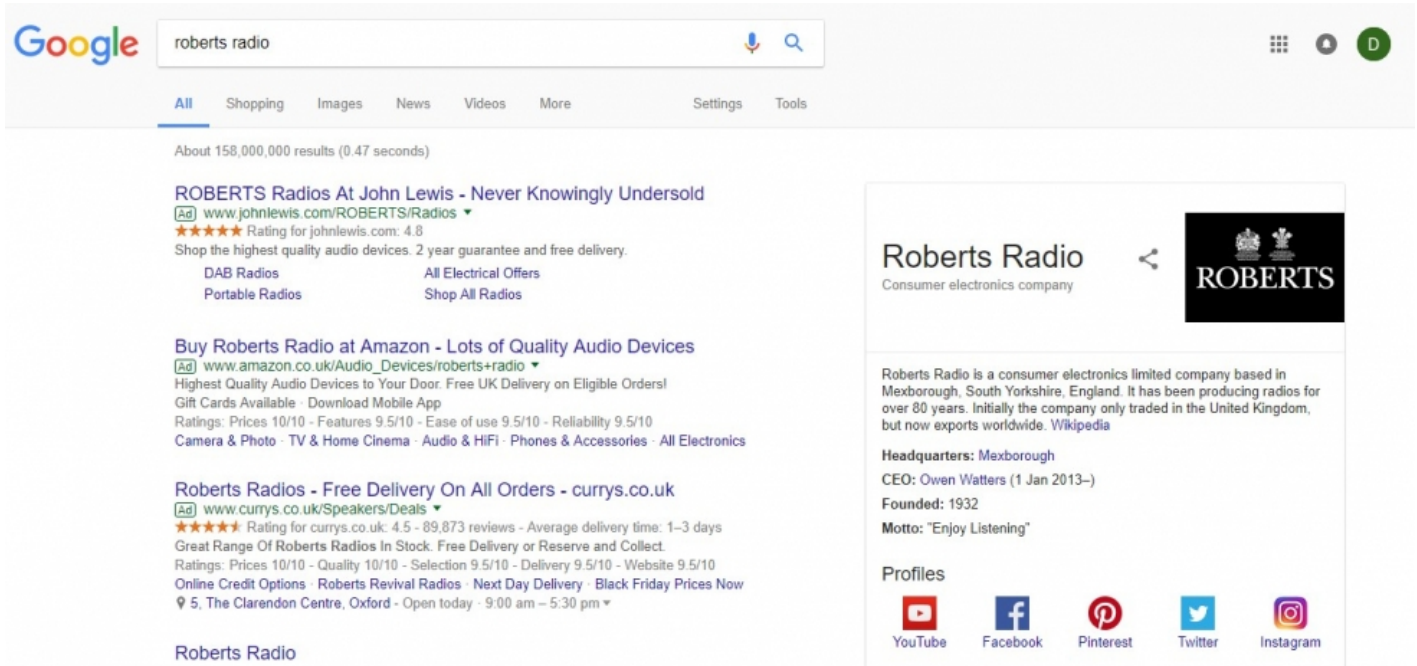 Google
roberts radio
D
All Shopping Images News Videos More Settings Tools
About 158,000,000 results (0.47 seconds)
ROBERTS Radios At John Lewis - Never Knowingly Undersold
Ad www.johnlewis.com/ROBERTS/Radios
Rating for johnlewis.com: 4.8
Shop the highest quality audio devices. 2 year guarantee and free delivery.
DAB Radios All Electrical Offers
Portable Radios Shop All Radios
Buy Roberts Radio at Amazon - Lots of Quality Audio Devices
Ad www.amazon.co.uk/Audio_Devices/roberts+radio
Highest Quality Audio Devices to Your Door. Free UK Delivery on Eligible Orders!
Gift Cards Available · Download Mobile App
Ratings: Prices 10/10 - Features 9.5/10 - Ease of use 9.5/10 - Reliability 9.5/10
Camera & Photo · TV & Home Cinema · Audio & HiFi · Phones & Accessories · All Electronics
Roberts Radios - Free Delivery On All Orders - currys.co.uk
Ad www.currys.co.uk/Speakers/Deals
Rating for currys.co.uk: 4.5 - 89,873 reviews - Average delivery time: 1–3 days
Great Range Of Roberts Radios In Stock. Free Delivery or Reserve and Collect.
Ratings: Prices 10/10 - Quality 10/10 - Selection 9.5/10 - Delivery 9.5/10 - Website 9.5/10
Online Credit Options · Roberts Revival Radios · Next Day Delivery · Black Friday Prices Now
5, The Clarendon Centre, Oxford - Open today · 9:00 am – 5:30 pm
Roberts Radio
Roberts Radio
Consumer electronics company
ROBERTS
Roberts Radio is a consumer electronics limited company based in
Mexborough, South Yorkshire, England. It has been producing radios for
over 80 years. Initially the company only traded in the United Kingdom,
but now exports worldwide. Wikipedia
Headquarters: Mexborough
CEO: Owen Watters (1 Jan 2013–)
Founded: 1932
Motto: "Enjoy Listening"
Profiles
YouTube Facebook Pinterest Twitter Instagram